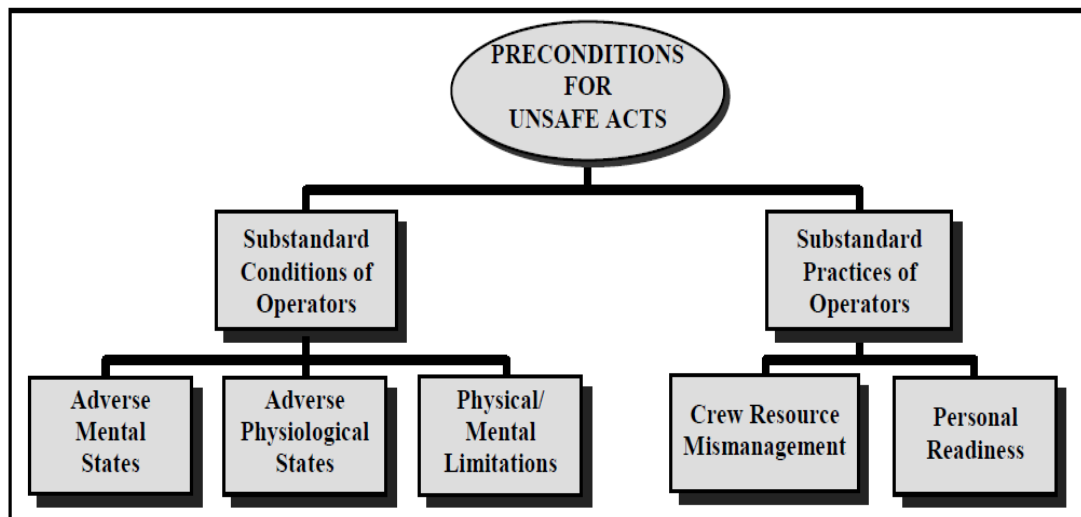 PRECONDITIONS
FOR
UNSAFE ACTS
Substandard
Conditions of
Operators
Substandard
Practices of
Operators
Adverse
Mental
States
Adverse
Physiological
States
Physical/
Mental
Limitations
Crew Resource
Mismanagement
Personal
Readiness